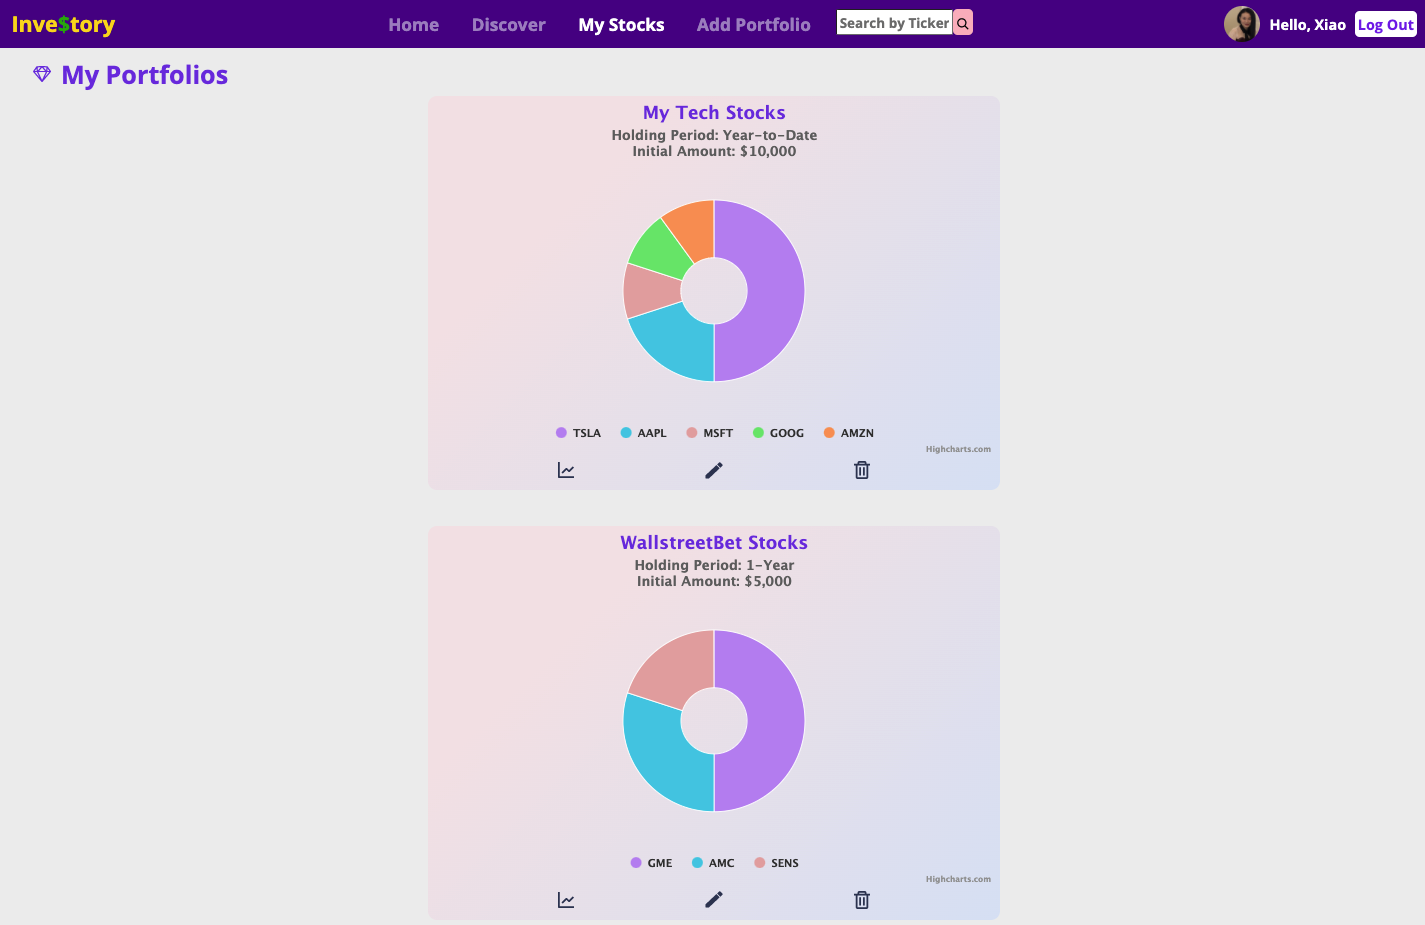 Inve$tory Home Discover My Stocks Add Portfolio Search by Ticker Hello, Xiao Log Out
My Portfolios
My Tech Stocks
Holding Period: Year-to-Date
Initial Amount: $10,000
TSLA AAPL MSFT GOOG AMZN
Highcharts.com
WallstreetBet Stocks
Holding Period: 1-Year
Initial Amount: $5,000
GME AMC SENS
Highcharts.com